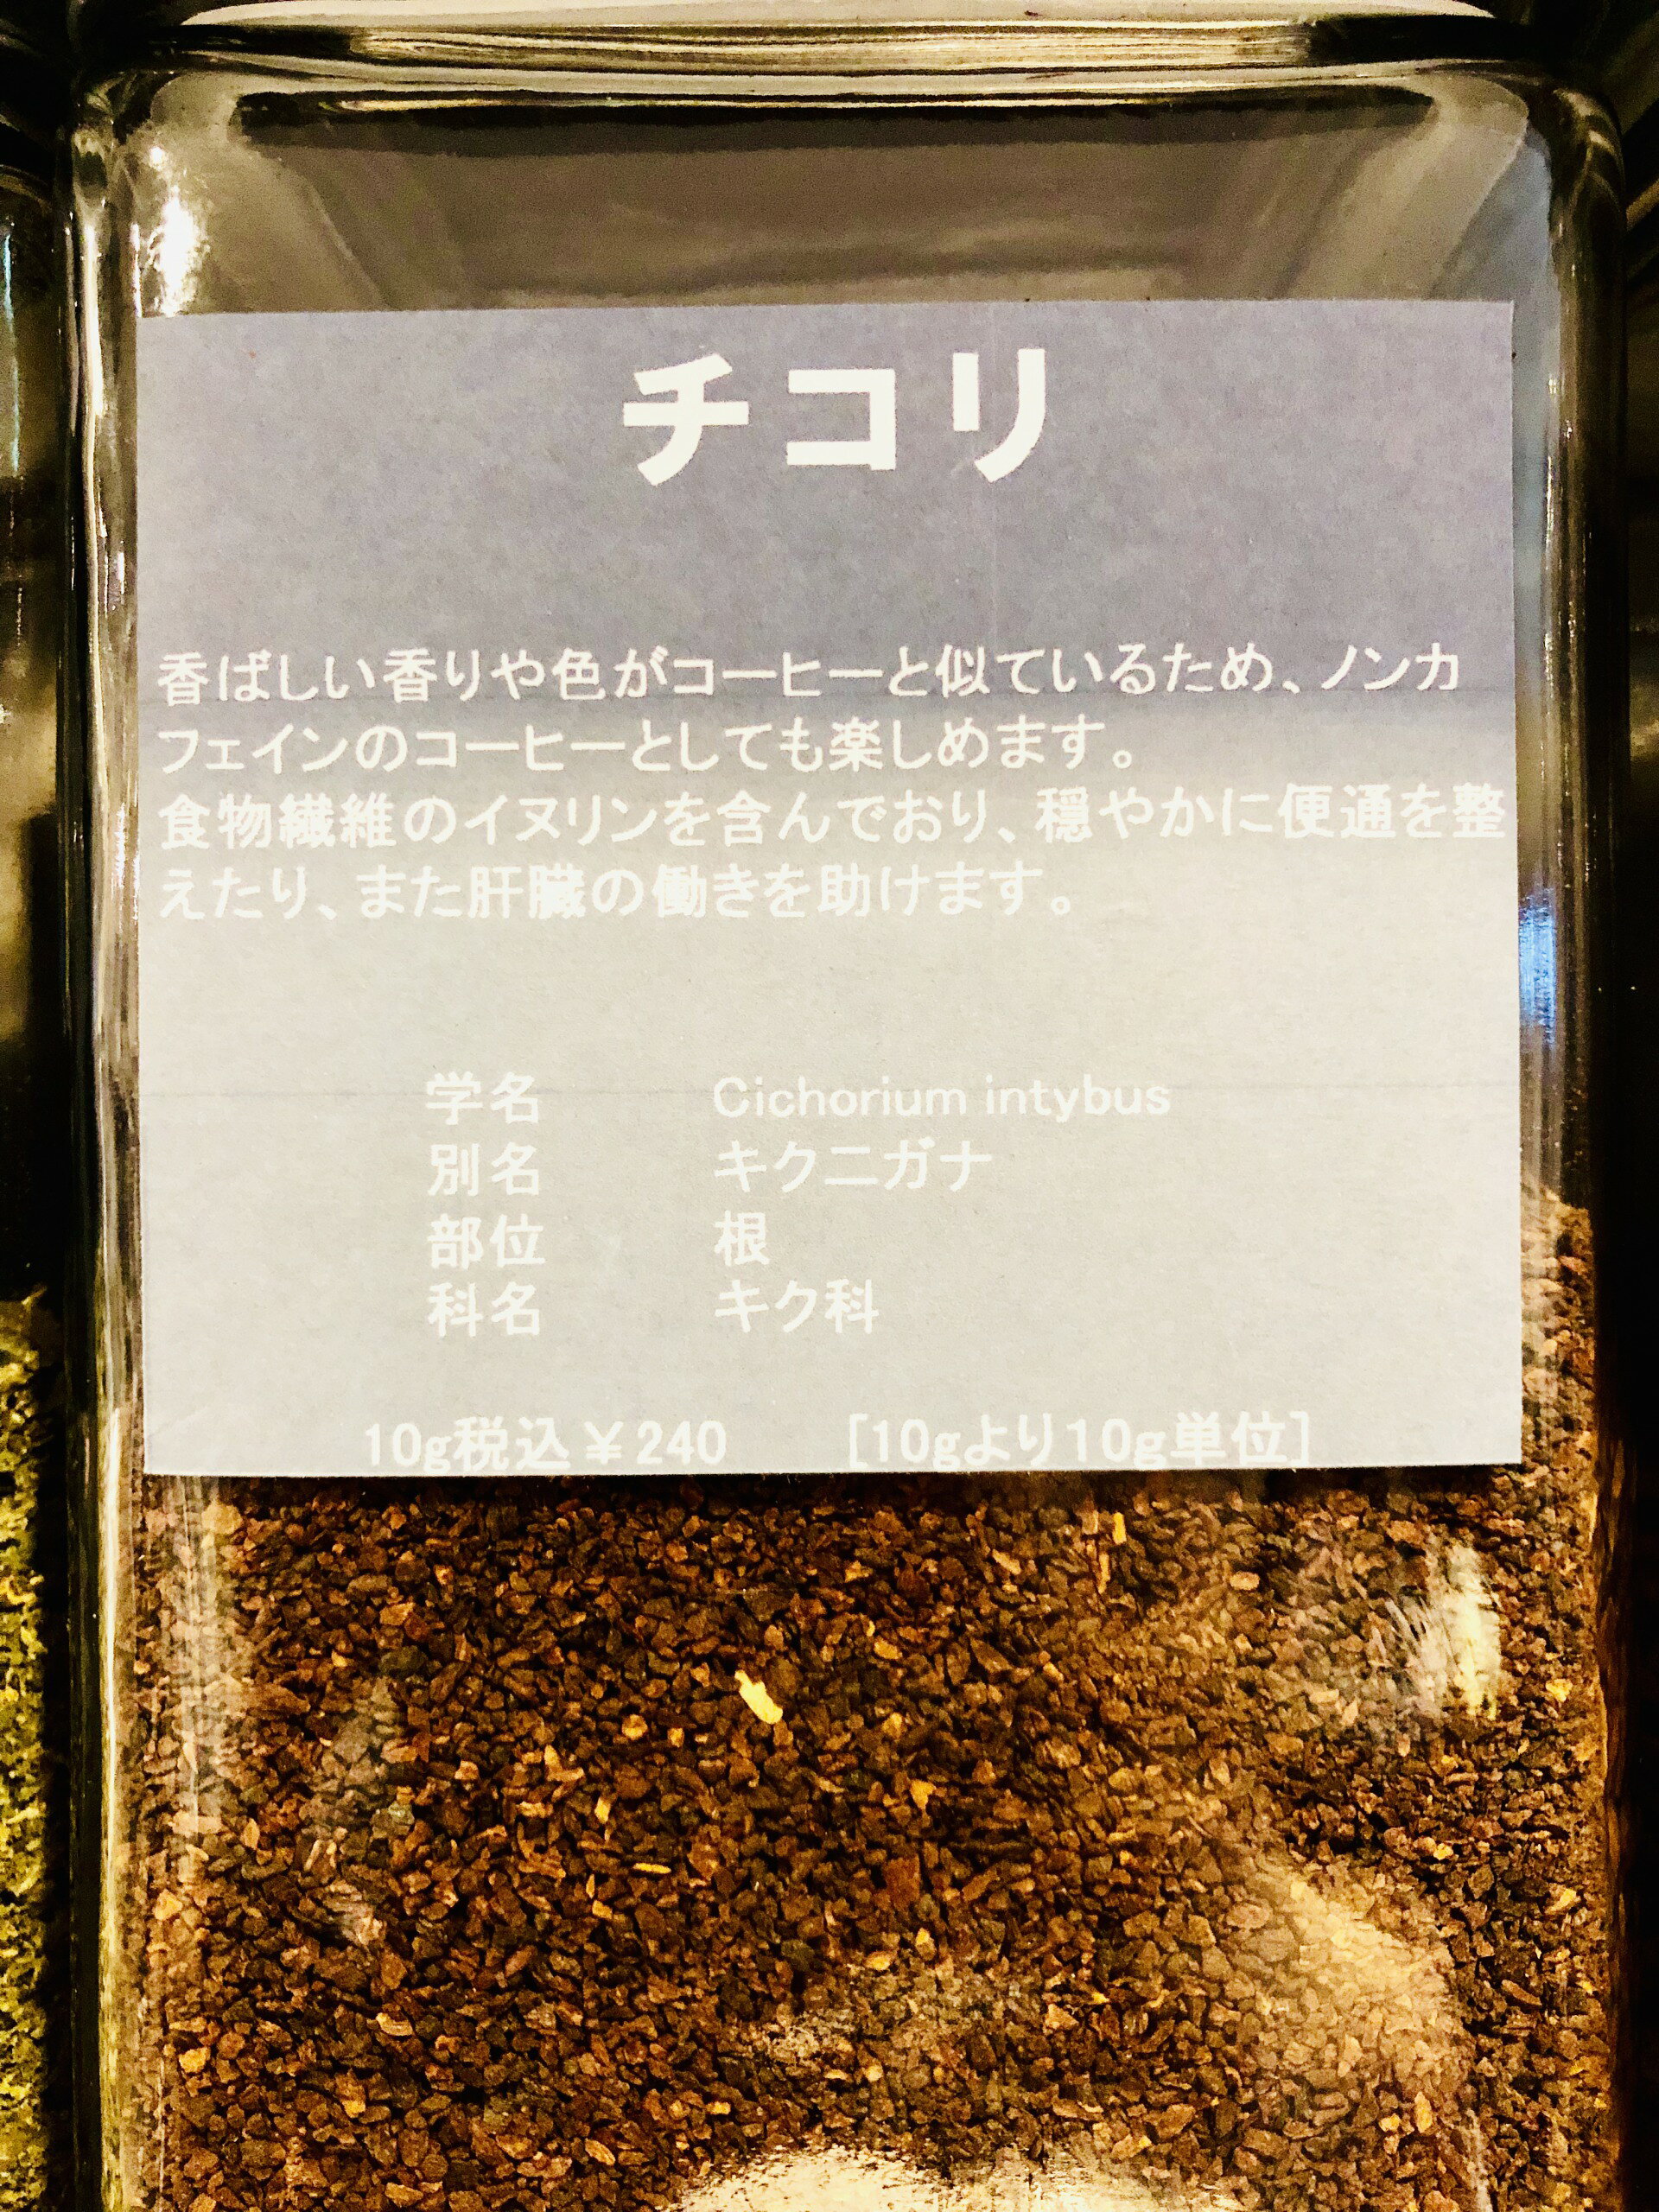 チコリ
香ばしい香りや色がコーヒーと似ているため、ノンカ
フェインのコーヒーとしても楽しめます。
食物繊維のイヌリンを含んでおり、穏やかに便通を整
えたり、また肝臓の働きを助けます。
学名 Cichorium intybus
別名 キクニガナ
部位 根
科名 キク科
10g税込￥240 [10gより10g単位]